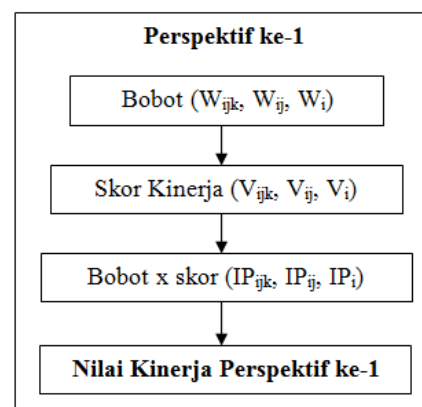 Perspektif ke-1
Bobot (Wijk, Wij, Wi)
Skor Kinerja (Vijk, Vij, Vi)
Bobot x skor (IPijk, IPij, IPi)
Nilai Kinerja Perspektif ke-1